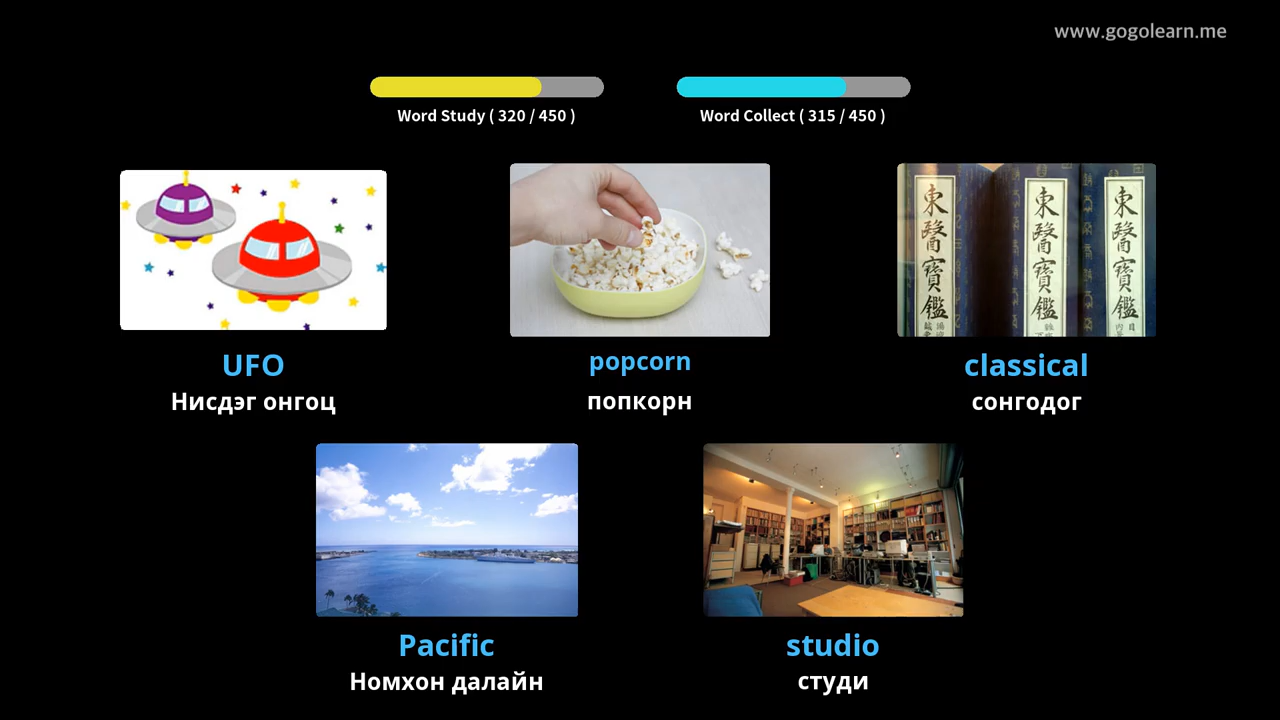 www.gogolearn.me
Word Study ( 320 / 450 )
Word Collect ( 315 / 450 )
東醫寶鑑
東醫寶鑑
東醫寶鑑
UFO
popcorn
classical
Нисдэг онгоц
попкорн
сонгодог
Pacific
studio
Номхон далайн
студи